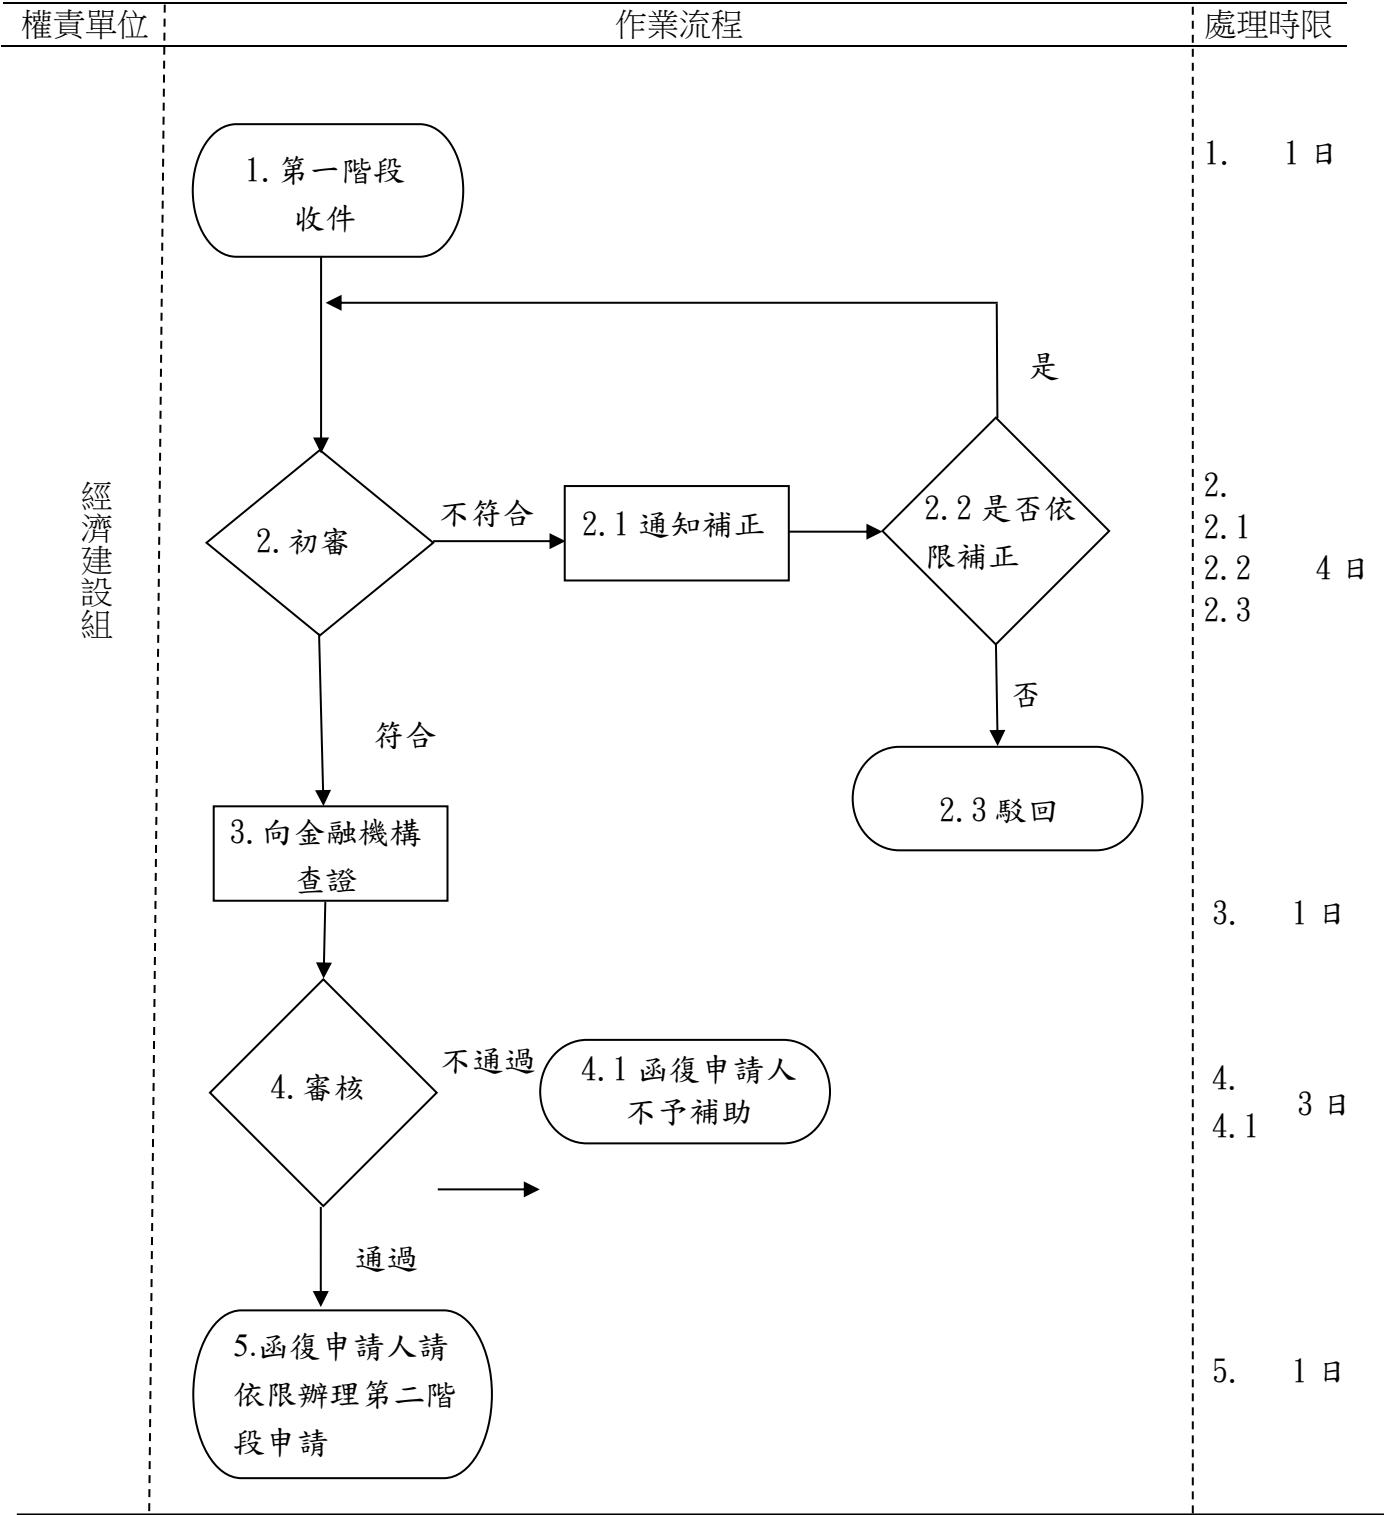 權責單位
作業流程
處理時限
1.第一階段
收件
1. 1日
是
經濟建設組
2.初審
不符合
2.1通知補正
2.2是否依
限補正
2.
2.1
2.2 4日
2.3
否
符合
2.3駁回
3.向金融機構
查證
3. 1日
4.審核
不通過
4.1函復申請人
不予補助
4.
4.1
3日
通過
5.函復申請人請
依限辦理第二階
段申請
5. 1日